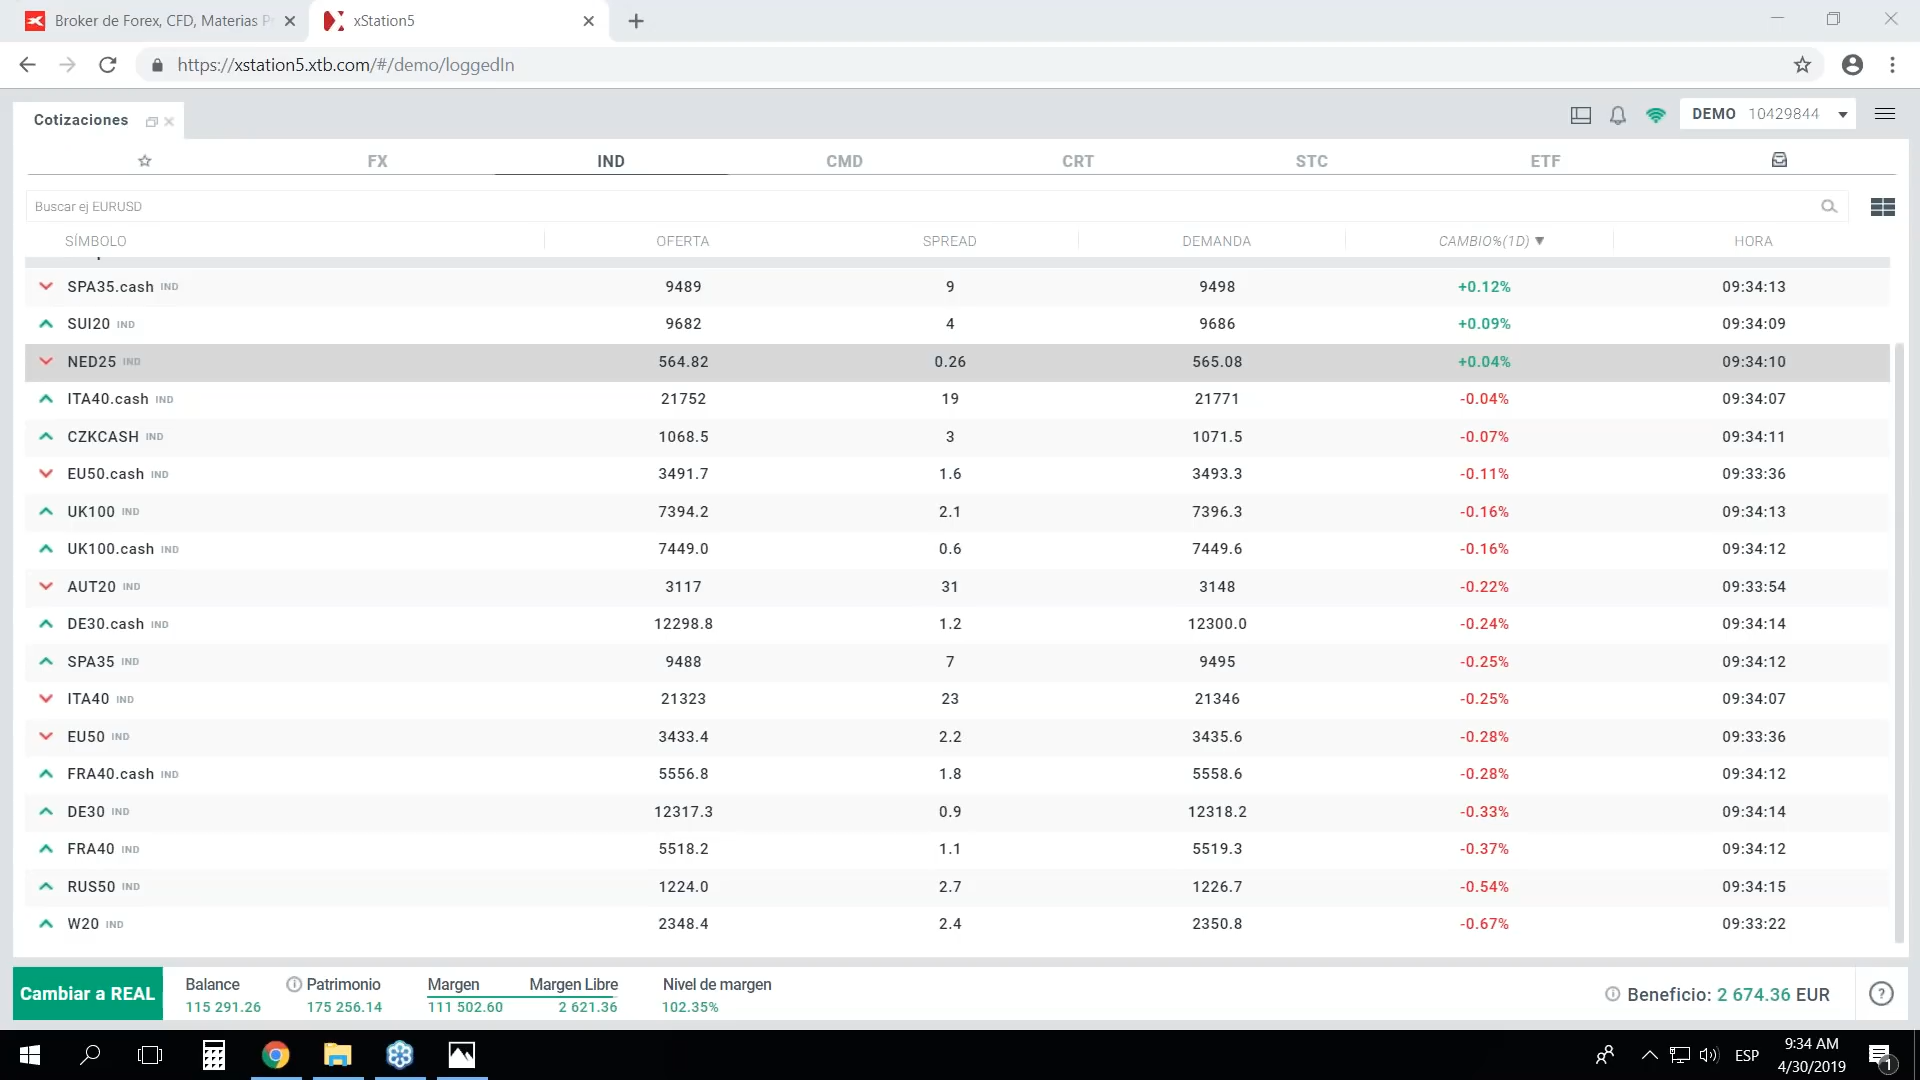 Broker de Forex, CFD, Materias P
xStation5
https://xstation5.xtb.com/#/demo/loggedIn
Cotizaciones
DEMO 10429844
FX IND CMD CRT STC ETF
Buscar ej EURUSD
SÍMBOLO OFERTA SPREAD DEMANDA CAMBIO%(1D) ▼ HORA
SPA35.cash IND 9489 9 9498 +0.12% 09:34:13
SUI20 IND 9682 4 9686 +0.09% 09:34:09
NED25 IND 564.82 0.26 565.08 +0.04% 09:34:10
ITA40.cash IND 21752 19 21771 -0.04% 09:34:07
CZKCASH IND 1068.5 3 1071.5 -0.07% 09:34:11
EU50.cash IND 3491.7 1.6 3493.3 -0.11% 09:33:36
UK100 IND 7394.2 2.1 7396.3 -0.16% 09:34:13
UK100.cash IND 7449.0 0.6 7449.6 -0.16% 09:34:12
AUT20 IND 3117 31 3148 -0.22% 09:33:54
DE30.cash IND 12298.8 1.2 12300.0 -0.24% 09:34:14
SPA35 IND 9488 7 9495 -0.25% 09:34:12
ITA40 IND 21323 23 21346 -0.25% 09:34:07
EU50 IND 3433.4 2.2 3435.6 -0.28% 09:33:36
FRA40.cash IND 5556.8 1.8 5558.6 -0.28% 09:34:12
DE30 IND 12317.3 0.9 12318.2 -0.33% 09:34:14
FRA40 IND 5518.2 1.1 5519.3 -0.37% 09:34:12
RUS50 IND 1224.0 2.7 1226.7 -0.54% 09:34:15
W20 IND 2348.4 2.4 2350.8 -0.67% 09:33:22
Cambiar a REAL
Balance Patrimonio Margen Margen Libre Nivel de margen
115 291.26 175 256.14 111 502.60 2 621.36 102.35%
Beneficio: 2 674.36 EUR
?
ESP
9:34 AM
4/30/2019
1